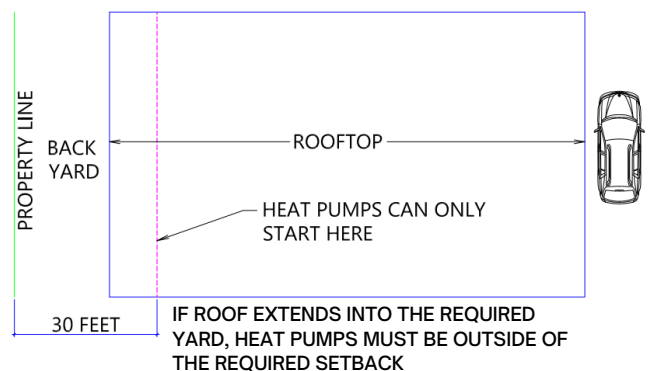 PROPERTY LINE
BACK
YARD
ROOFTOP
HEAT PUMPS CAN ONLY
START HERE
30 FEET
IF ROOF EXTENDS INTO THE REQUIRED
YARD, HEAT PUMPS MUST BE OUTSIDE OF
THE REQUIRED SETBACK